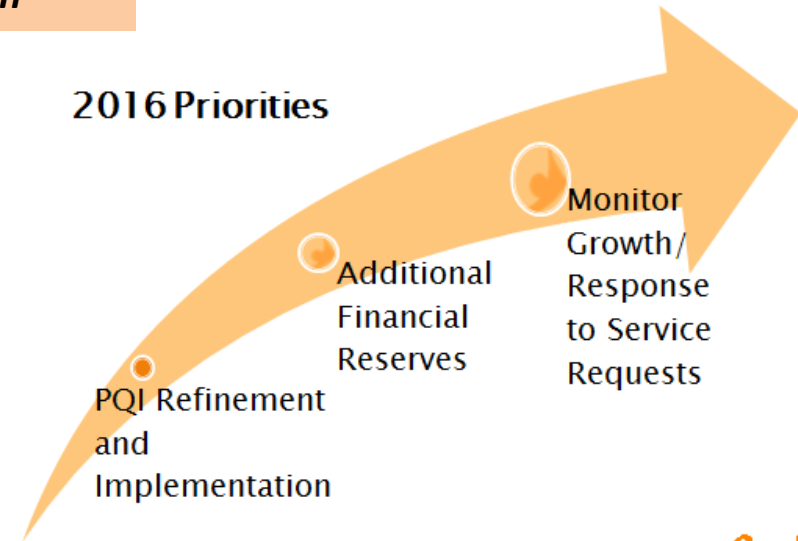 2016 Priorities
PQI Refinement
and
Implementation
Additional
Financial
Reserves
Monitor
Growth/
Response
to Service
Requests